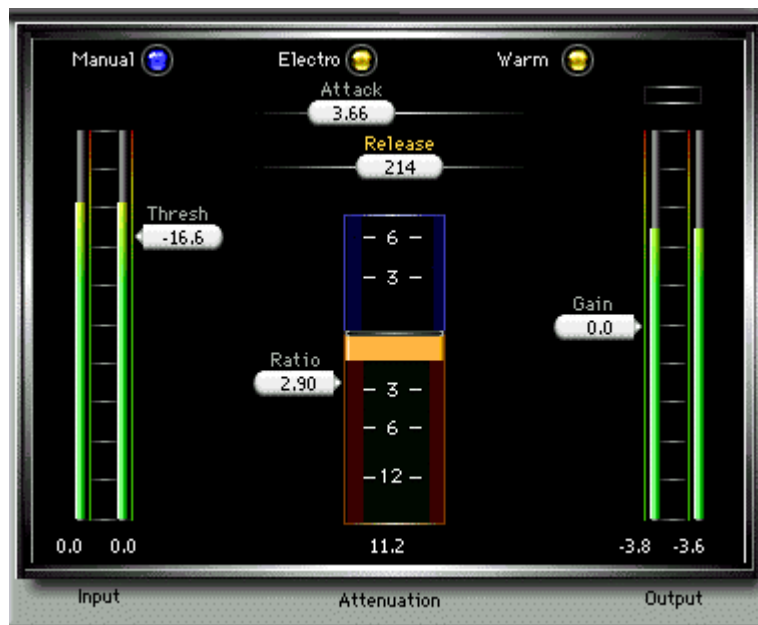 Manual Electro Warm
Attack
3.66
Release
214
Thresh
-16.6
- 6 -
- 3 -
Gain
0.0
Ratio
2.90
- 3 -
- 6 -
-12 -
0.0 0.0 11.2 -3.8 -3.6
Input Attenuation Output